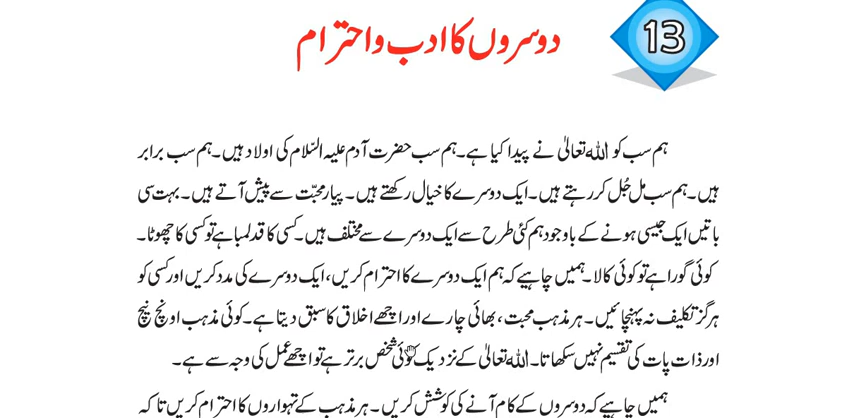 13
دوسروں کا ادب و احترام
ہم سب کو اللہ تعالیٰ نے پیدا کیا ہے۔ ہم سب حضرت آدم علیہ السّلام کی اولاد ہیں۔ ہم سب برابر
ہیں۔ ہم سب مل جُل کر رہتے ہیں۔ ایک دوسرے کا خیال رکھتے ہیں۔ پیار محبّت سے پیش آتے ہیں۔ بہت سی
باتیں ایک جیسی ہونے کے باوجود ہم کئی طرح سے ایک دوسرے سے مختلف ہیں۔ کسی کا قد لمبا ہے تو کسی کا چھوٹا۔
کوئی گورا ہے تو کوئی کالا۔ ہمیں چاہیے کہ ہم ایک دوسرے کا احترام کریں، ایک دوسرے کی مدد کریں اور کسی کو
ہرگز تکلیف نہ پہنچائیں۔ ہر مذہب محبت، بھائی چارے اور اچھے اخلاق کا سبق دیتا ہے۔ کوئی مذہب اونچ نیچ
اور ذات پات کی تقسیم نہیں سکھاتا۔ اللہ تعالیٰ کے نزدیک کوئی شخص برتر ہے تو اچھے عمل کی وجہ سے ہے۔
ہمیں چاہیے کہ دوسروں کے کام آنے کی کوشش کریں۔ ہر مذہب کے تہواروں کا احترام کریں تا کہ